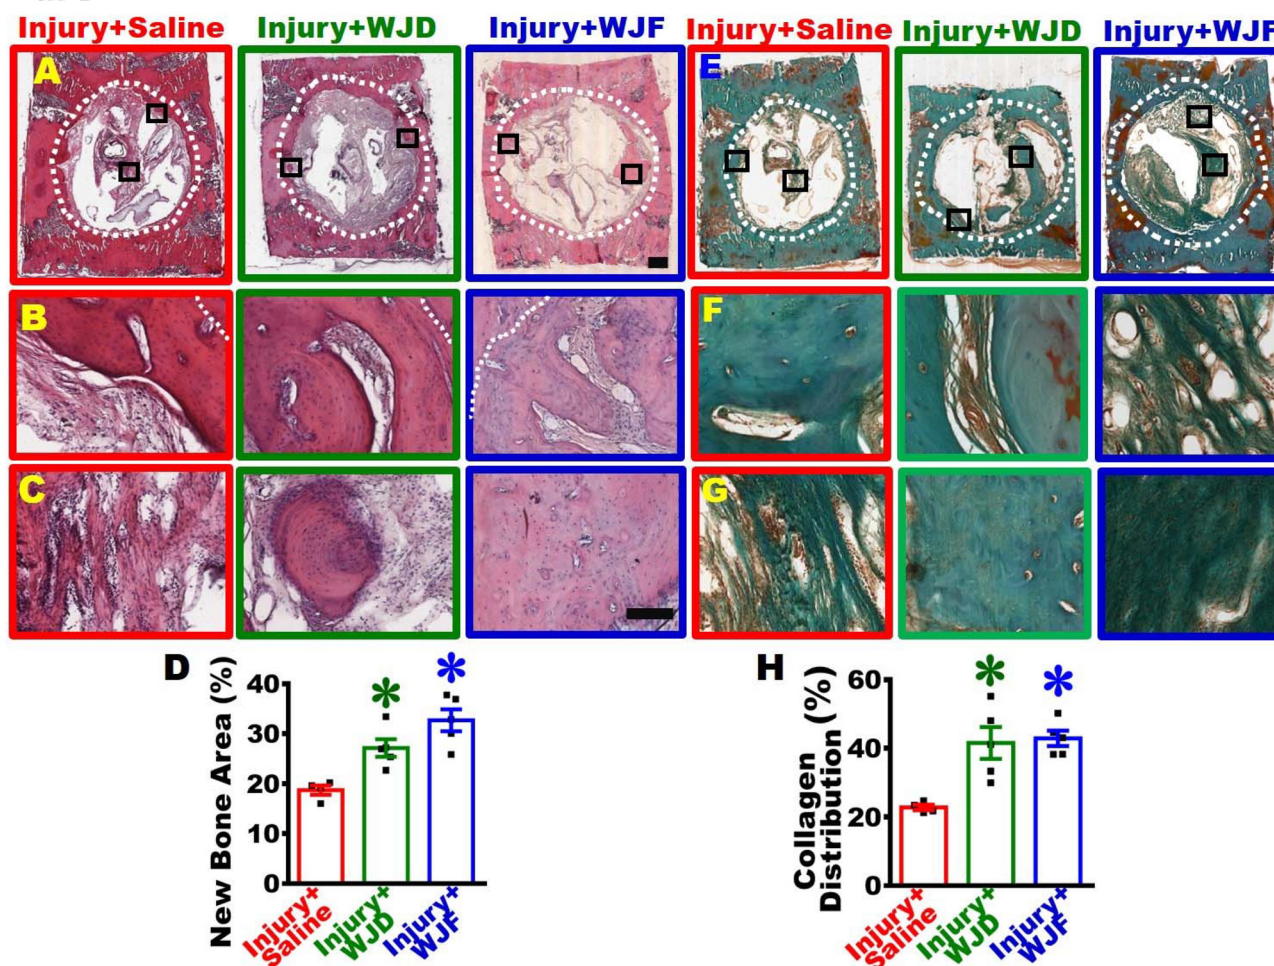 Injury+Saline Injury+WJD Injury+WJF Injury+Saline Injury+WJD Injury+WJF
A E
B F
C G
D H
New Bone Area (%)
40
30
20
10
0
Injury+
Saline
Injury+
WJD
Injury+
WJF
Collagen
Distribution (%)
60
40
20
0
Injury+
Saline
Injury+
WJD
Injury+
WJF
* *
* *